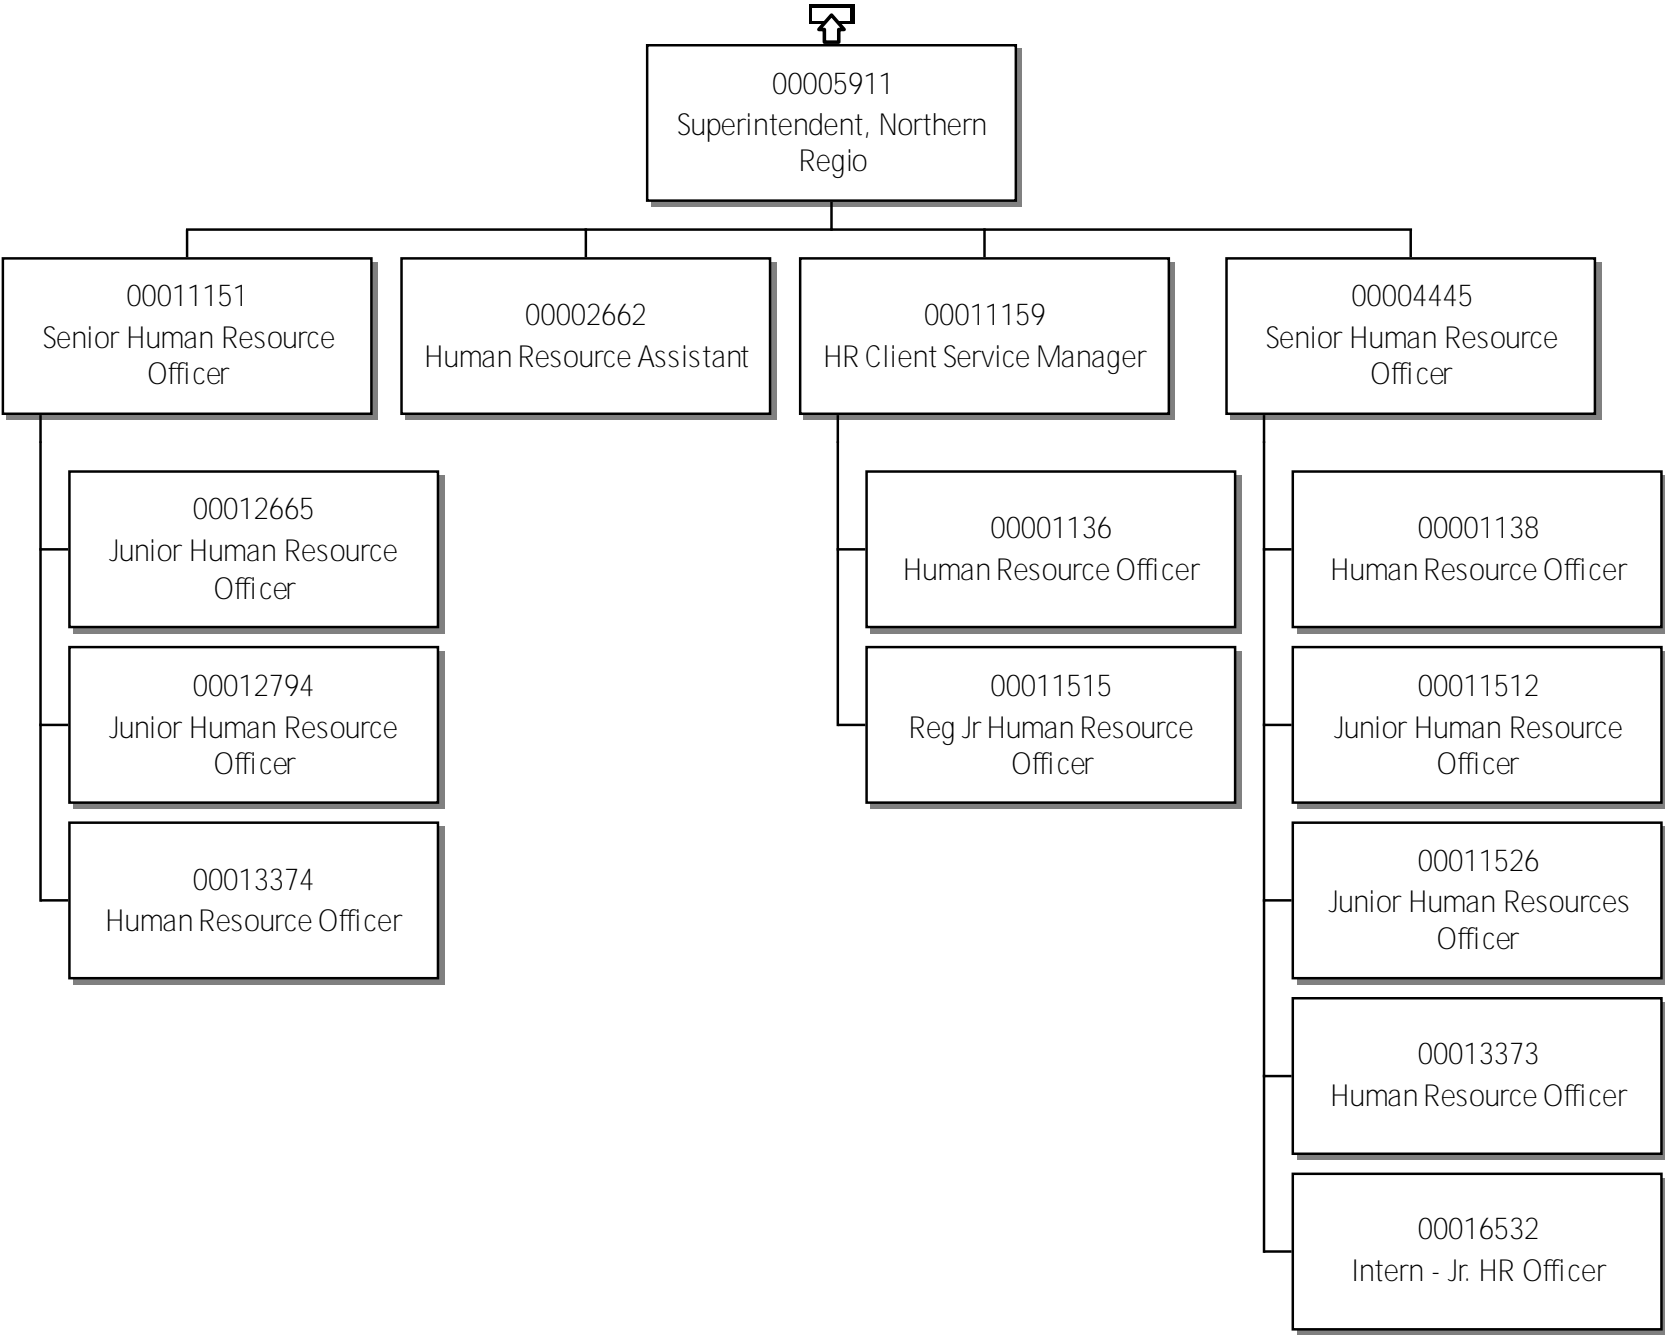 00005911
Superintendent, Northern
Regio
00011151
Senior Human Resource
Officer
00002662
Human Resource Assistant
00011159
HR Client Service Manager
00004445
Senior Human Resource
Officer
00012665
Junior Human Resource
Officer
00012794
Junior Human Resource
Officer
00013374
Human Resource Officer
00001136
Human Resource Officer
00011515
Reg Jr Human Resource
Officer
00001138
Human Resource Officer
00011512
Junior Human Resource
Officer
00011526
Junior Human Resources
Officer
00013373
Human Resource Officer
00016532
Intern - Jr. HR Officer